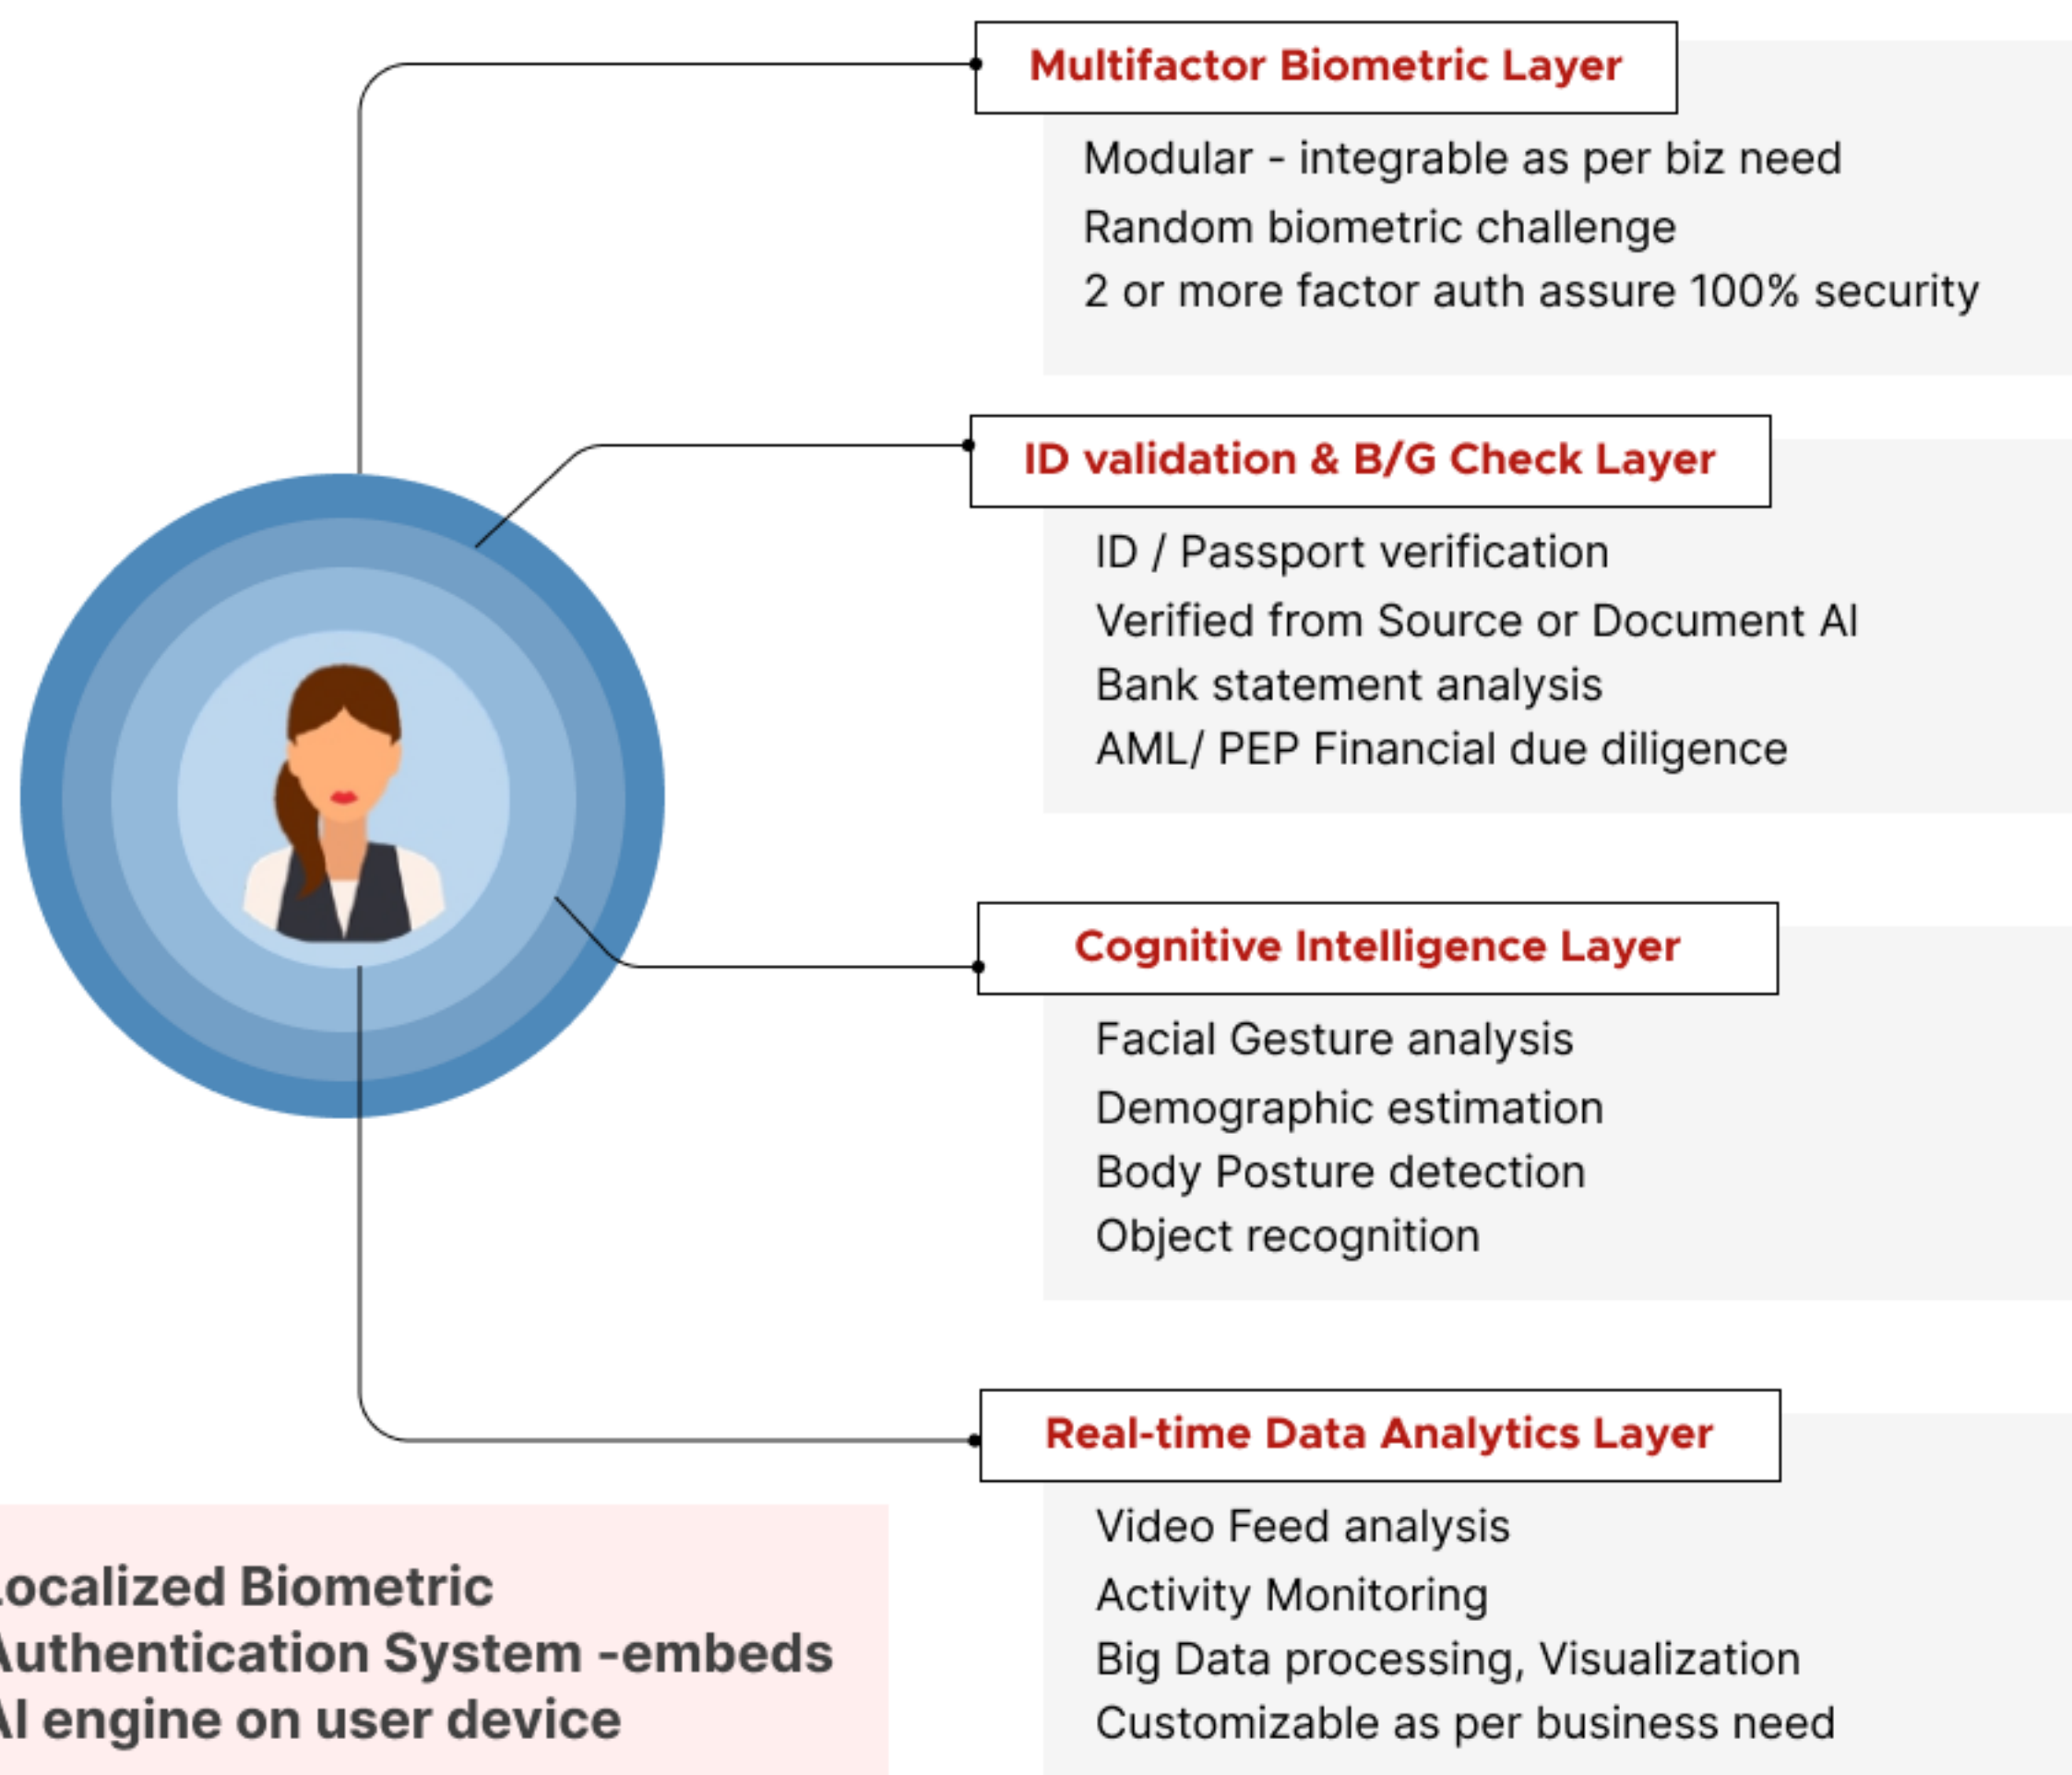 Multifactor Biometric Layer
Modular - integrable as per biz need
Random biometric challenge
2 or more factor auth assure 100% security
ID validation & B/G Check Layer
ID / Passport verification
Verified from Source or Document AI
Bank statement analysis
AML/ PEP Financial due diligence
Cognitive Intelligence Layer
Facial Gesture analysis
Demographic estimation
Body Posture detection
Object recognition
Real-time Data Analytics Layer
Video Feed analysis
Activity Monitoring
Big Data processing, Visualization
Customizable as per business need
Localized Biometric
Authentication System -embeds
AI engine on user device